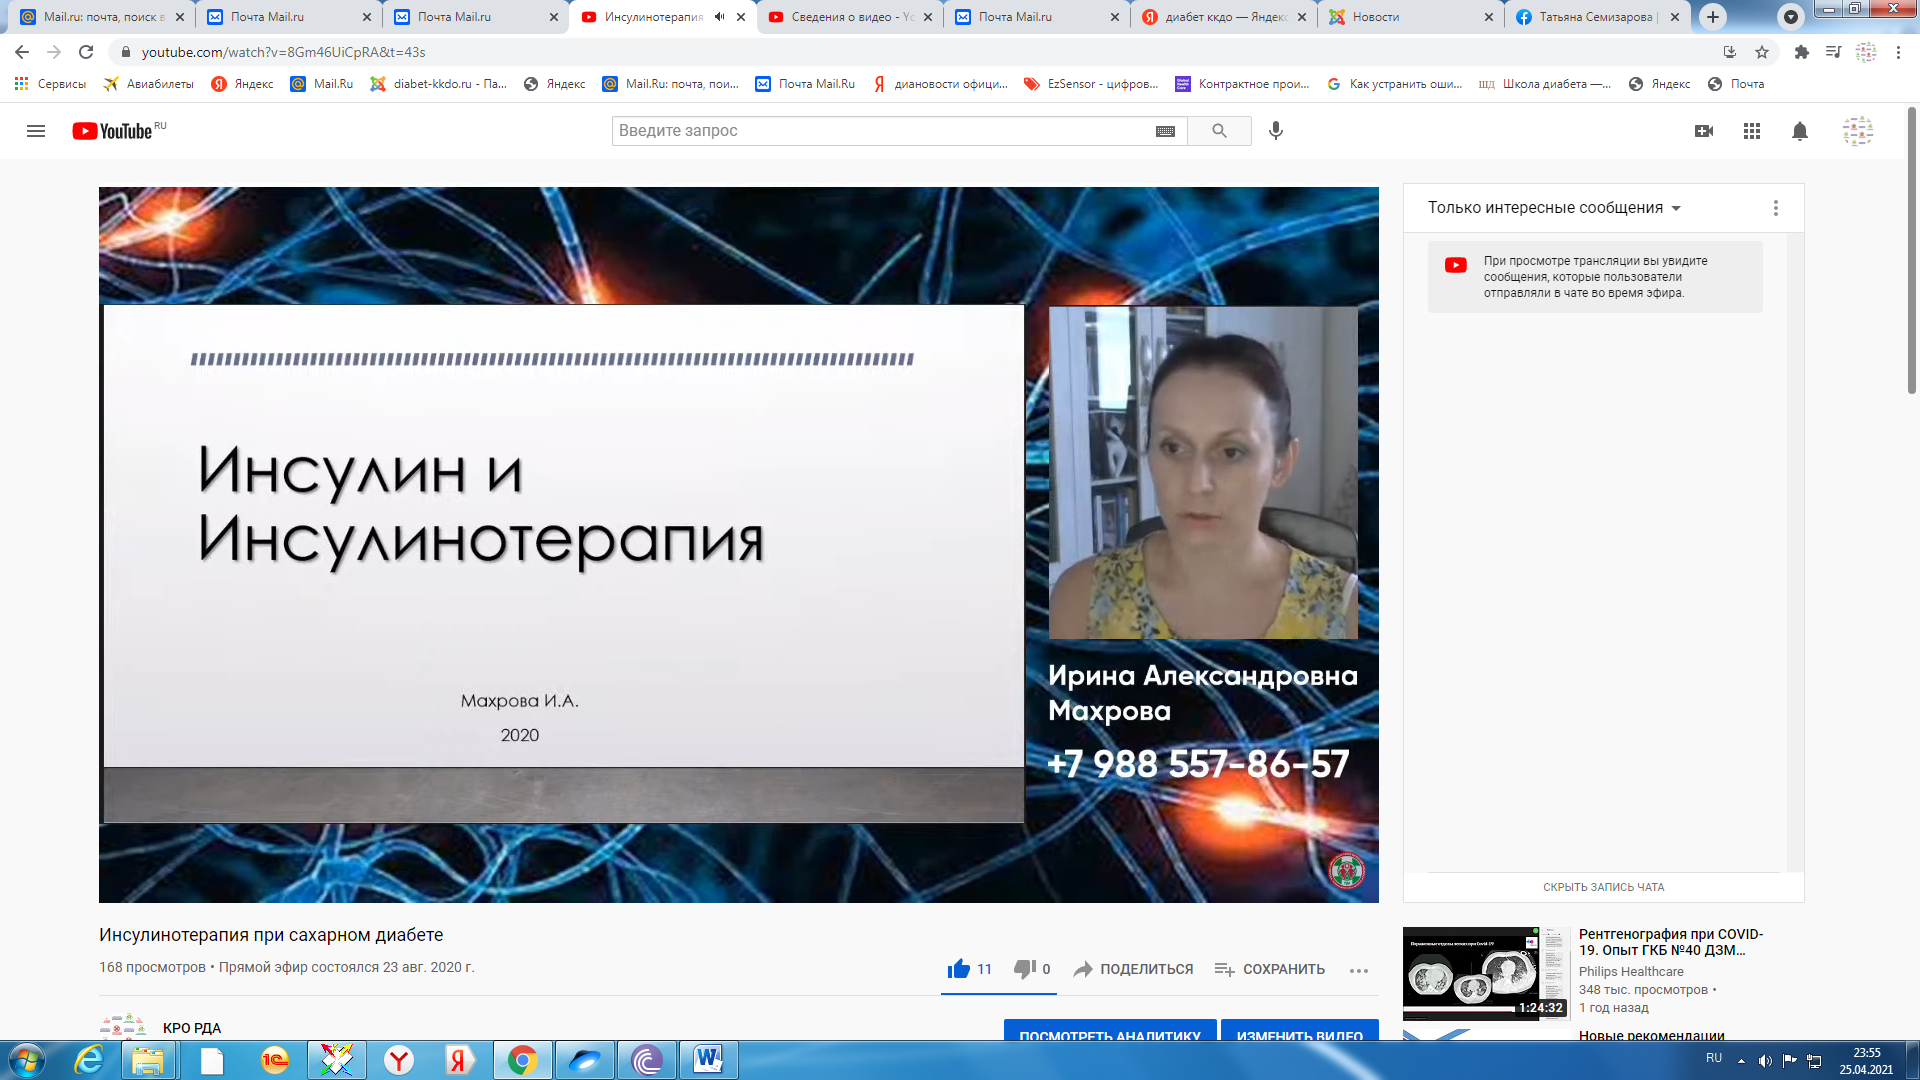 Mail.ru: почта, поиск в
Почта Mail.ru
Почта Mail.ru
Инсулинотерапия
Сведения о видео - Yo
Почта Mail.ru
диабет ккдо — Яндекс
Новости
Татьяна Семизарова |
youtube.com/watch?v=8Gm46UiCpRA&t=43s
Сервисы
Авиабилеты
Яндекс
Mail.Ru
diabet-kkdo.ru - Па...
Яндекс
Mail.Ru: почта, пои...
Почта Mail.Ru
диановости офици...
EzSensor - цифров...
Контрактное прои...
Как устранить оши...
Школа диабета —...
Яндекс
Почта
YouTube RU
Введите запрос
Инсулин и
Инсулинотерапия
Махрова И.А.
2020
Ирина Александровна
Махрова
+7 988 557-86-57
Только интересные сообщения
При просмотре трансляции вы увидите
сообщения, которые пользователи
отправляли в чате во время эфира.
СКРЫТЬ ЗАПИСЬ ЧАТА
Инсулинотерапия при сахарном диабете
168 просмотров • Прямой эфир состоялся 23 авг. 2020 г.
11
0
ПОДЕЛИТЬСЯ
СОХРАНИТЬ
КРО РДА
ПОСМОТРЕТЬ АНАЛИТИКУ
ИЗМЕНИТЬ ВИДЕО
1:24:32
Рентгенография при COVID-
19. Опыт ГКБ №40 ДЗМ...
Philips Healthcare
348 тыс. просмотров •
1 год назад
Новые рекомендации
RU
23:55
25.04.2021